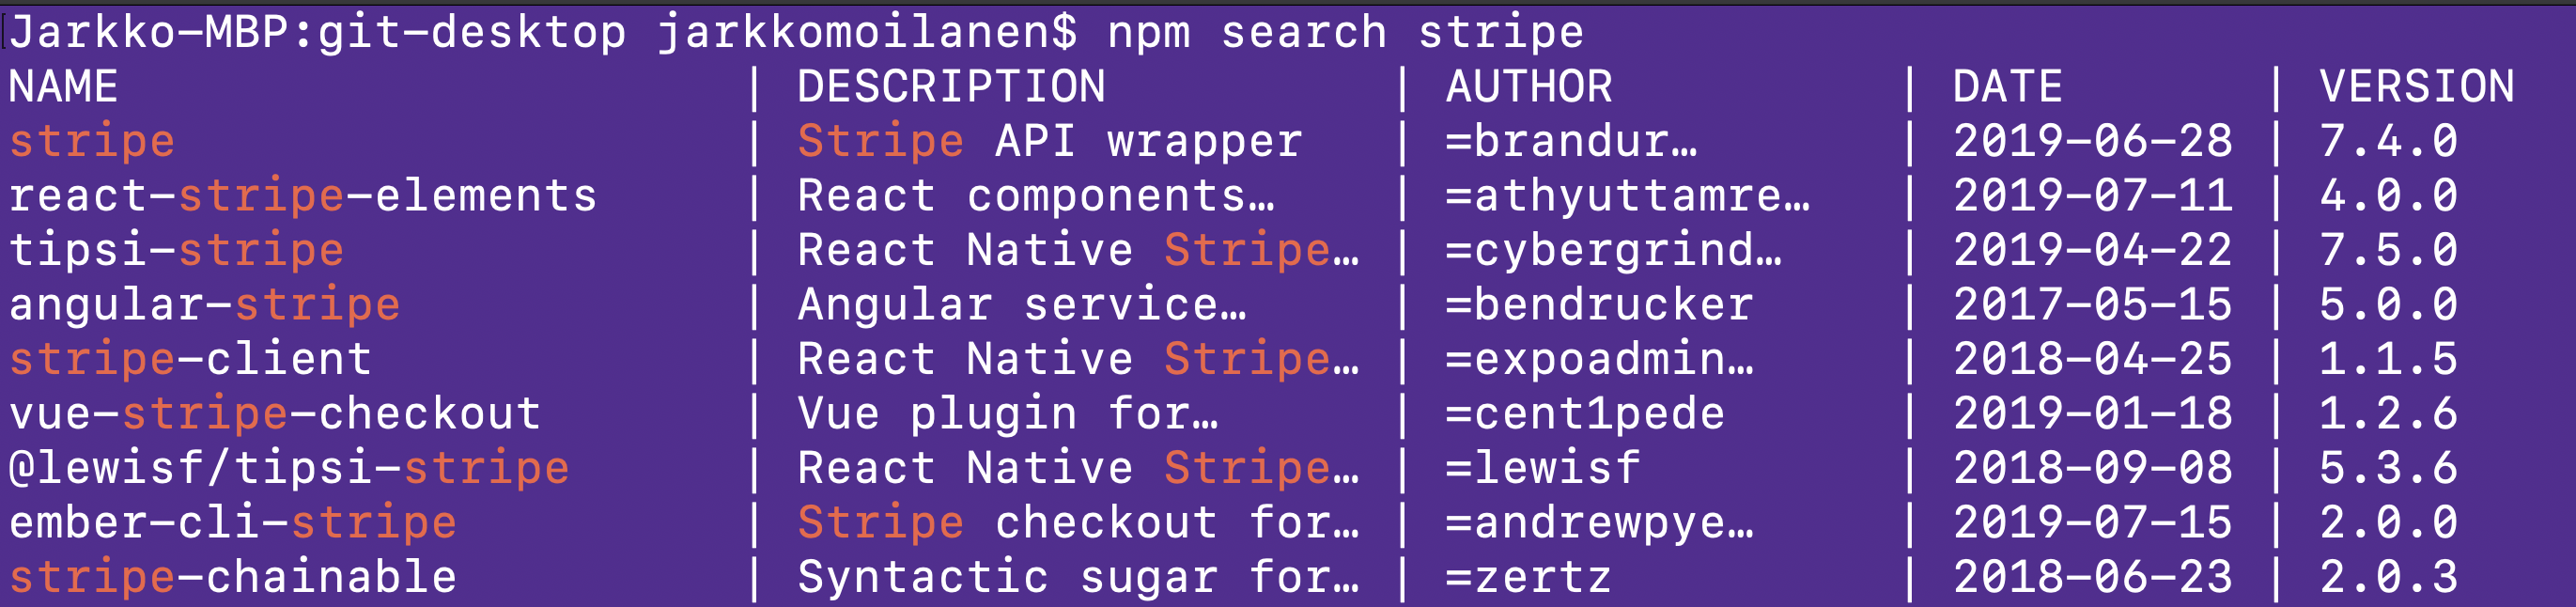 Jarkko-MBP:git-desktop jarkkomoilanen$ npm search stripe
NAME | DESCRIPTION | AUTHOR | DATE | VERSION
stripe | Stripe API wrapper | =brandur… | 2019-06-28 | 7.4.0
react-stripe-elements | React components… | =athyuttamre… | 2019-07-11 | 4.0.0
tipsi-stripe | React Native Stripe… | =cybergrind… | 2019-04-22 | 7.5.0
angular-stripe | Angular service… | =bendrucker | 2017-05-15 | 5.0.0
stripe-client | React Native Stripe… | =expoadmin… | 2018-04-25 | 1.1.5
vue-stripe-checkout | Vue plugin for… | =cent1pede | 2019-01-18 | 1.2.6
@lewisf/tipsi-stripe | React Native Stripe… | =lewisf | 2018-09-08 | 5.3.6
ember-cli-stripe | Stripe checkout for… | =andrewpye… | 2019-07-15 | 2.0.0
stripe-chainable | Syntactic sugar for… | =zertz | 2018-06-23 | 2.0.3